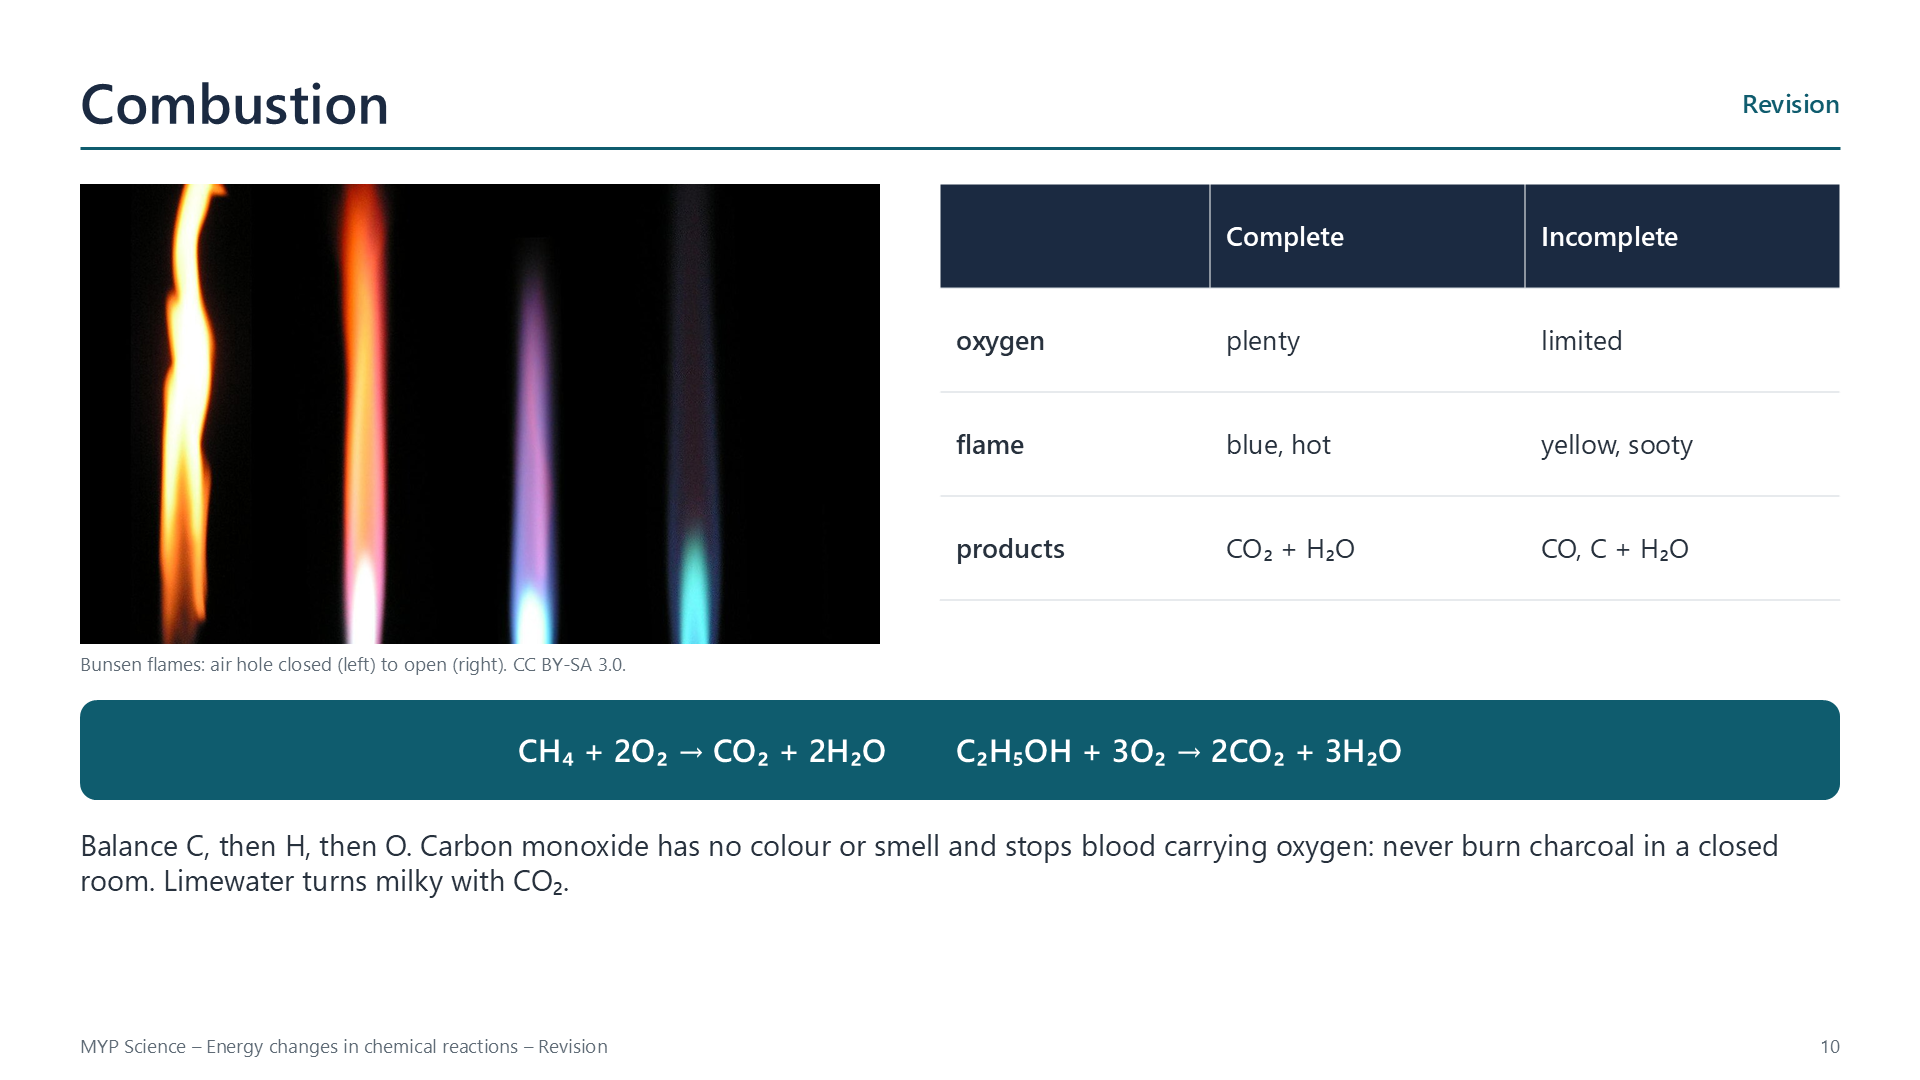 Combustion
Revision
Complete Incomplete
oxygen plenty limited
flame blue, hot yellow, sooty
products CO₂ + H₂O CO, C + H₂O
Bunsen flames: air hole closed (left) to open (right). CC BY-SA 3.0.
CH₄ + 2O₂ → CO₂ + 2H₂O C₂H₅OH + 3O₂ → 2CO₂ + 3H₂O
Balance C, then H, then O. Carbon monoxide has no colour or smell and stops blood carrying oxygen: never burn charcoal in a closed
room. Limewater turns milky with CO₂.
MYP Science – Energy changes in chemical reactions – Revision
10